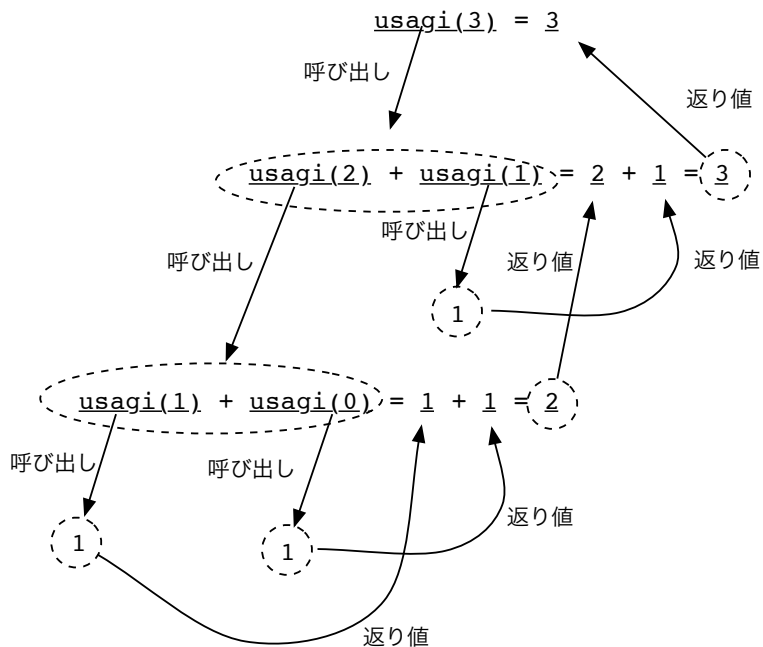 usagi(3) = 3
呼び出し
返り値
usagi(2) + usagi(1) = 2 + 1 = 3
呼び出し
呼び出し
返り値
返り値
1
usagi(1) + usagi(0) = 1 + 1 = 2
呼び出し
呼び出し
返り値
1
1
返り値